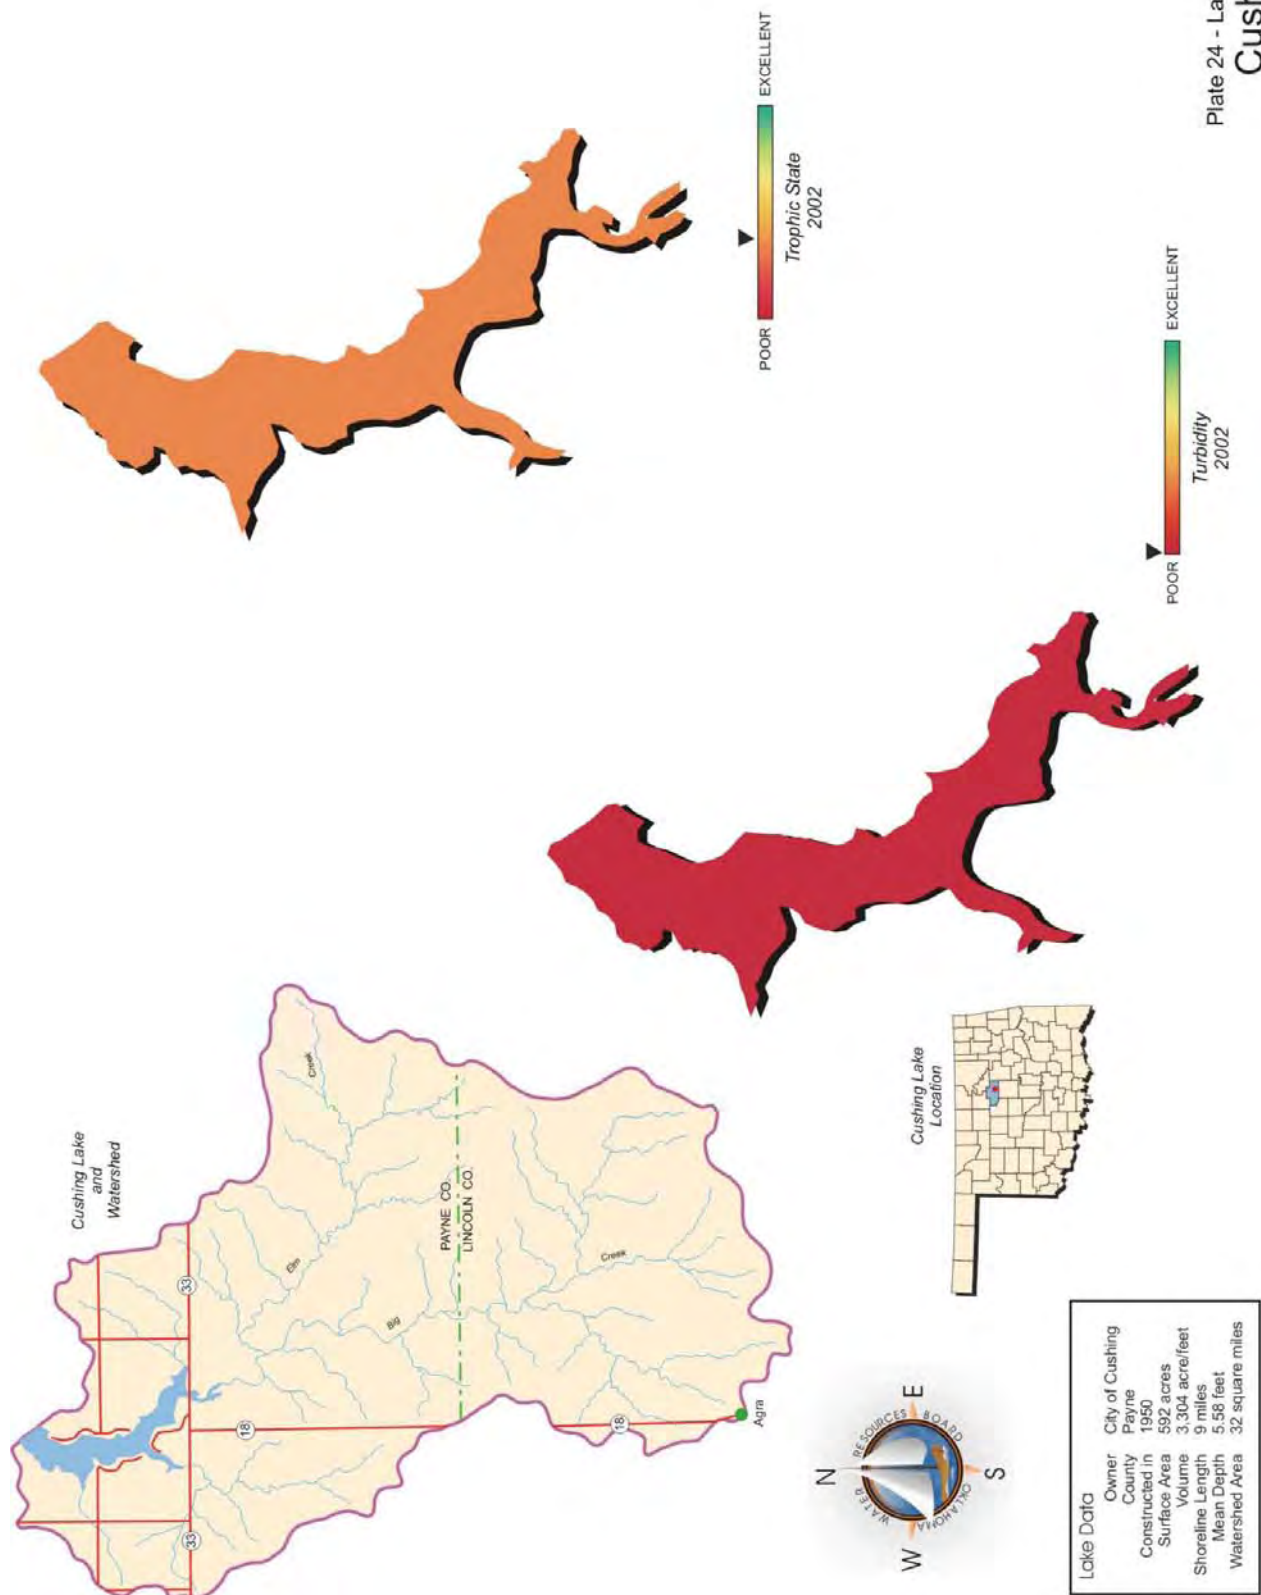 Plate 24 - La
Cush
Cushing Lake
and
Watershed
Creek
Elm
PAYNE CO.
LINCOLN CO.
Big
Creek
33
33
18
18
Agra
POOR
EXCELLENT
Trophic State
2002
POOR
EXCELLENT
Turbidity
2002
Cushing Lake
Location
N
W
E
S
OKLAHOMA WATER RESOURCES BOARD
Lake Data
Owner City of Cushing
County Payne
Constructed in 1950
Surface Area 592 acres
Volume 3,304 acre/feet
Shoreline Length 9 miles
Mean Depth 5.58 feet
Watershed Area 32 square miles